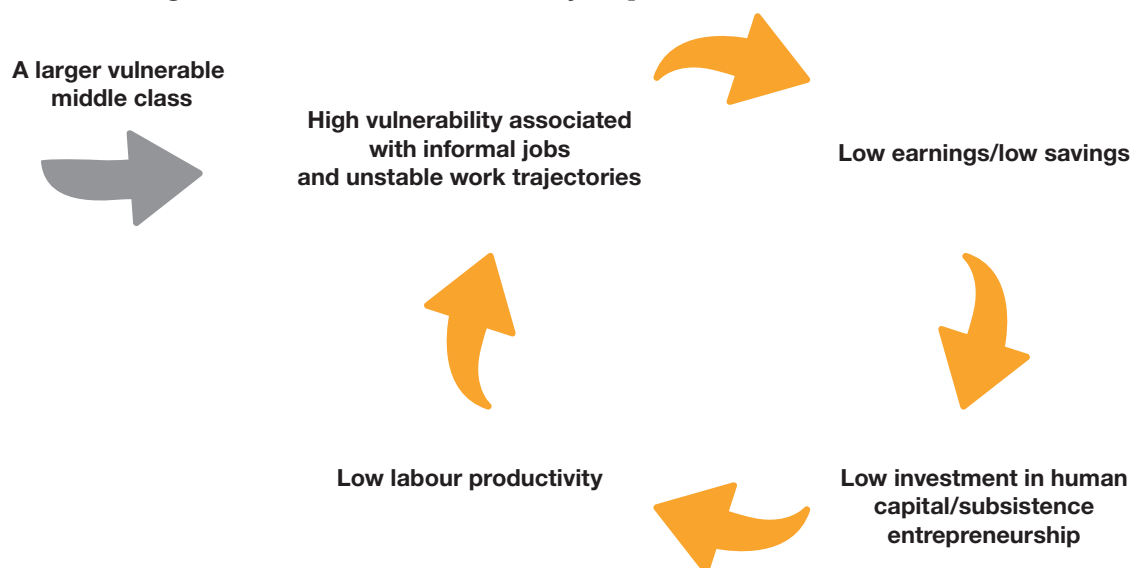 A larger vulnerable
middle class
High vulnerability associated
with informal jobs
and unstable work trajectories
Low earnings/low savings
Low labour productivity
Low investment in human
capital/subsistence
entrepreneurship